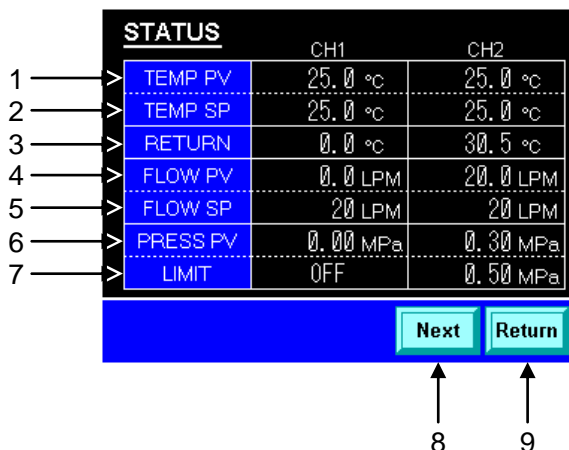 STATUS
CH1 CH2
1 TEMP PV 25.0 °C 25.0 °C
2 TEMP SP 25.0 °C 25.0 °C
3 RETURN 0.0 °C 30.5 °C
4 FLOW PV 0.0 LPM 20.0 LPM
5 FLOW SP 20 LPM 20 LPM
6 PRESS PV 0.00 MPa 0.30 MPa
7 LIMIT OFF 0.50 MPa
Next Return
8 9